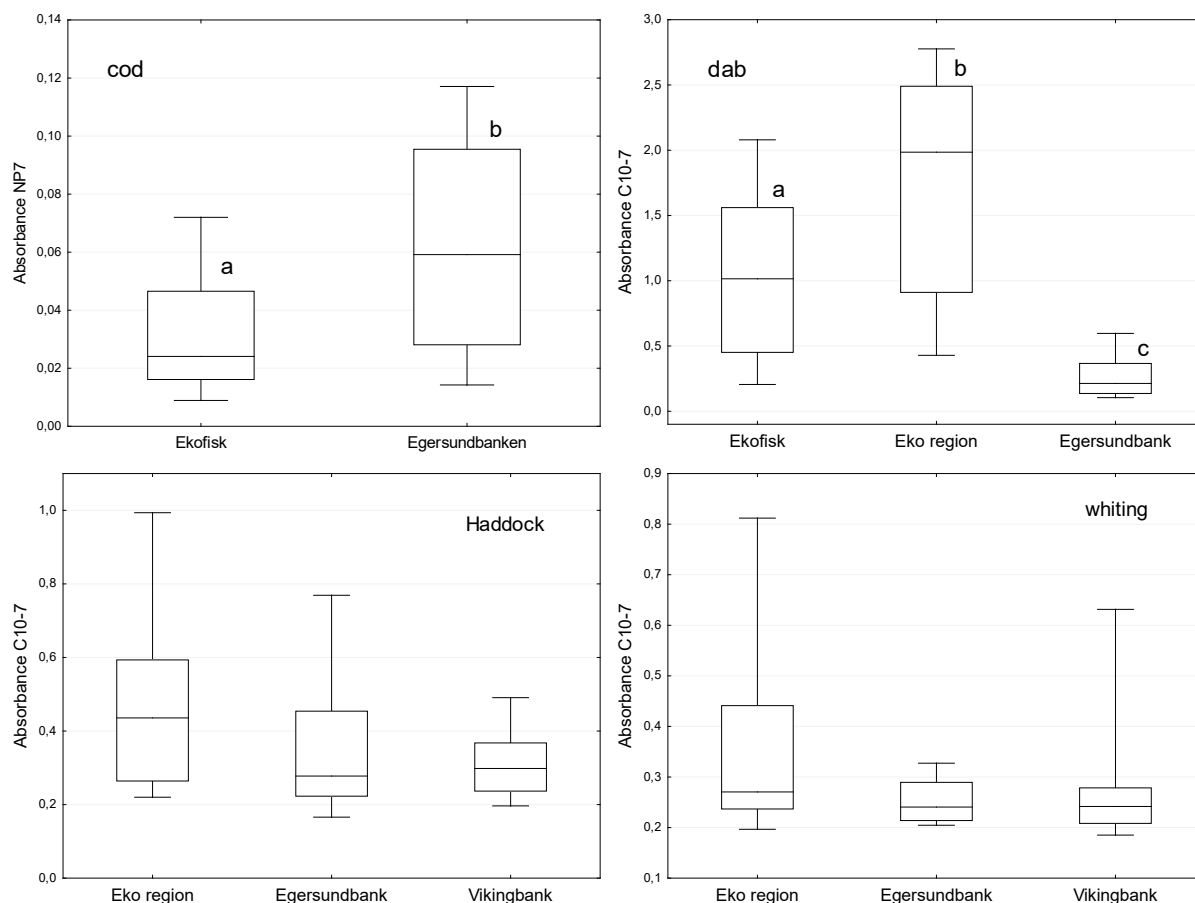 cod
a
b
Absorbance NP7
0,14
0,12
0,10
0,08
0,06
0,04
0,02
0,00
Ekofisk
Egersundbanken
dab
a
b
c
Absorbance C10-7
3,0
2,5
2,0
1,5
1,0
0,5
0,0
Ekofisk
Eko region
Egersundbank
Haddock
Absorbance C10-7
1,0
0,8
0,6
0,4
0,2
0,0
Eko region
Egersundbank
Vikingbank
whiting
Absorbance C10-7
0,9
0,8
0,7
0,6
0,5
0,4
0,3
0,2
0,1
Eko region
Egersundbank
Vikingbank